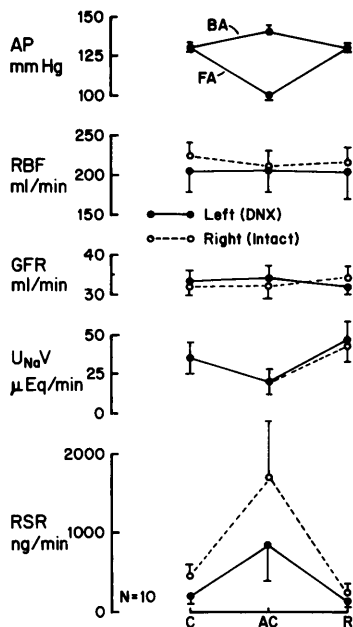 AP
mm Hg
150
125
100
BA
FA
RBF
ml/min
250
200
150
Left (DNX)
Right (Intact)
GFR
ml/min
40
35
30
UNaV
μEq/min
50
25
0
RSR
ng/min
2000
1000
0
N=10
C
AC
R